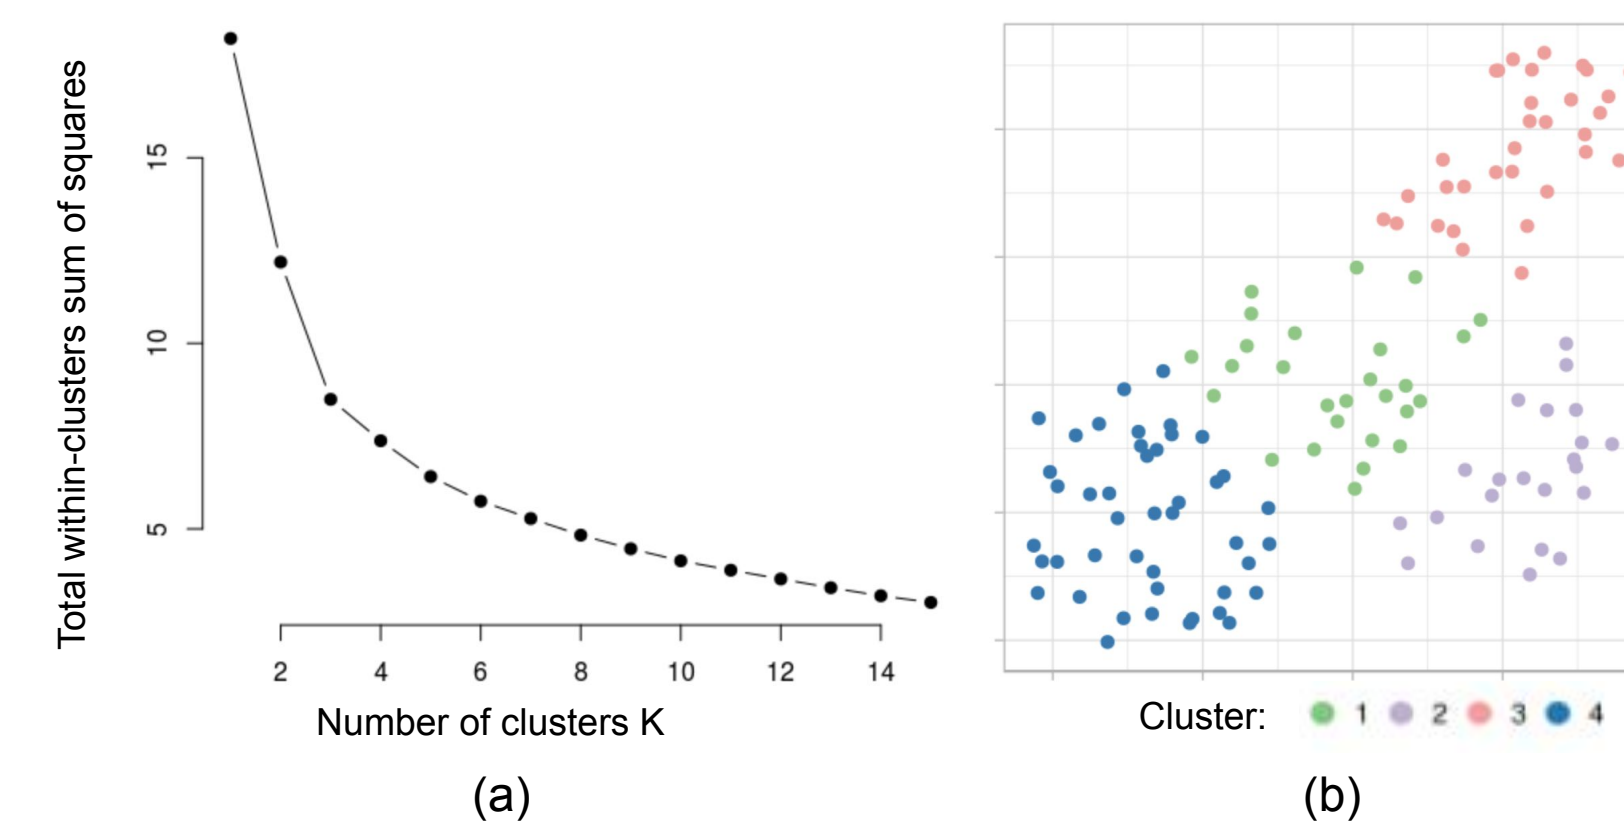 Total within-clusters sum of squares
15
10
5
2 4 6 8 10 12 14
Number of clusters K
(a)
Cluster: 1 2 3 4
(b)